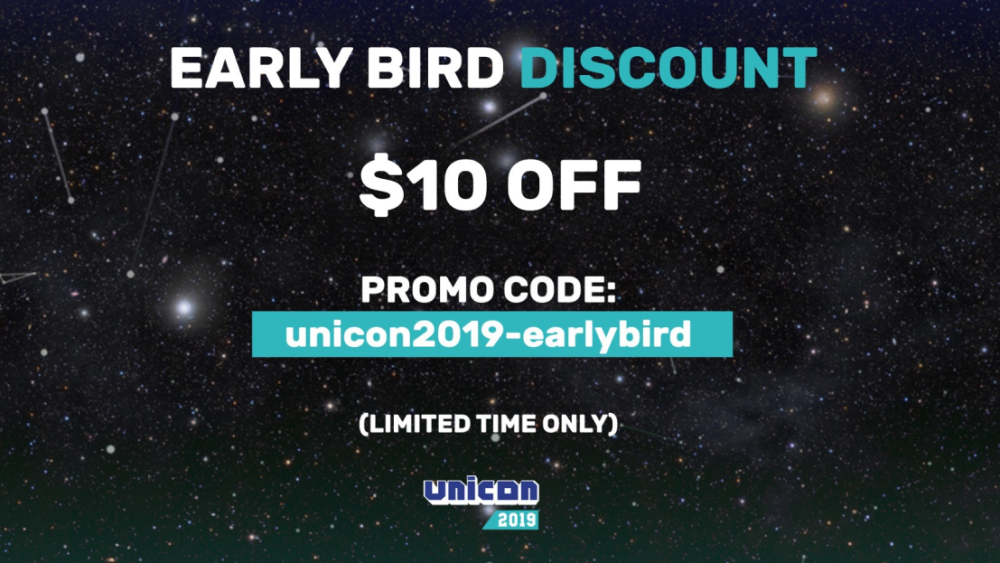 EARLY BIRD DISCOUNT
$10 OFF
PROMO CODE:
unicon2019-earlybird
(LIMITED TIME ONLY)
unicon
2019